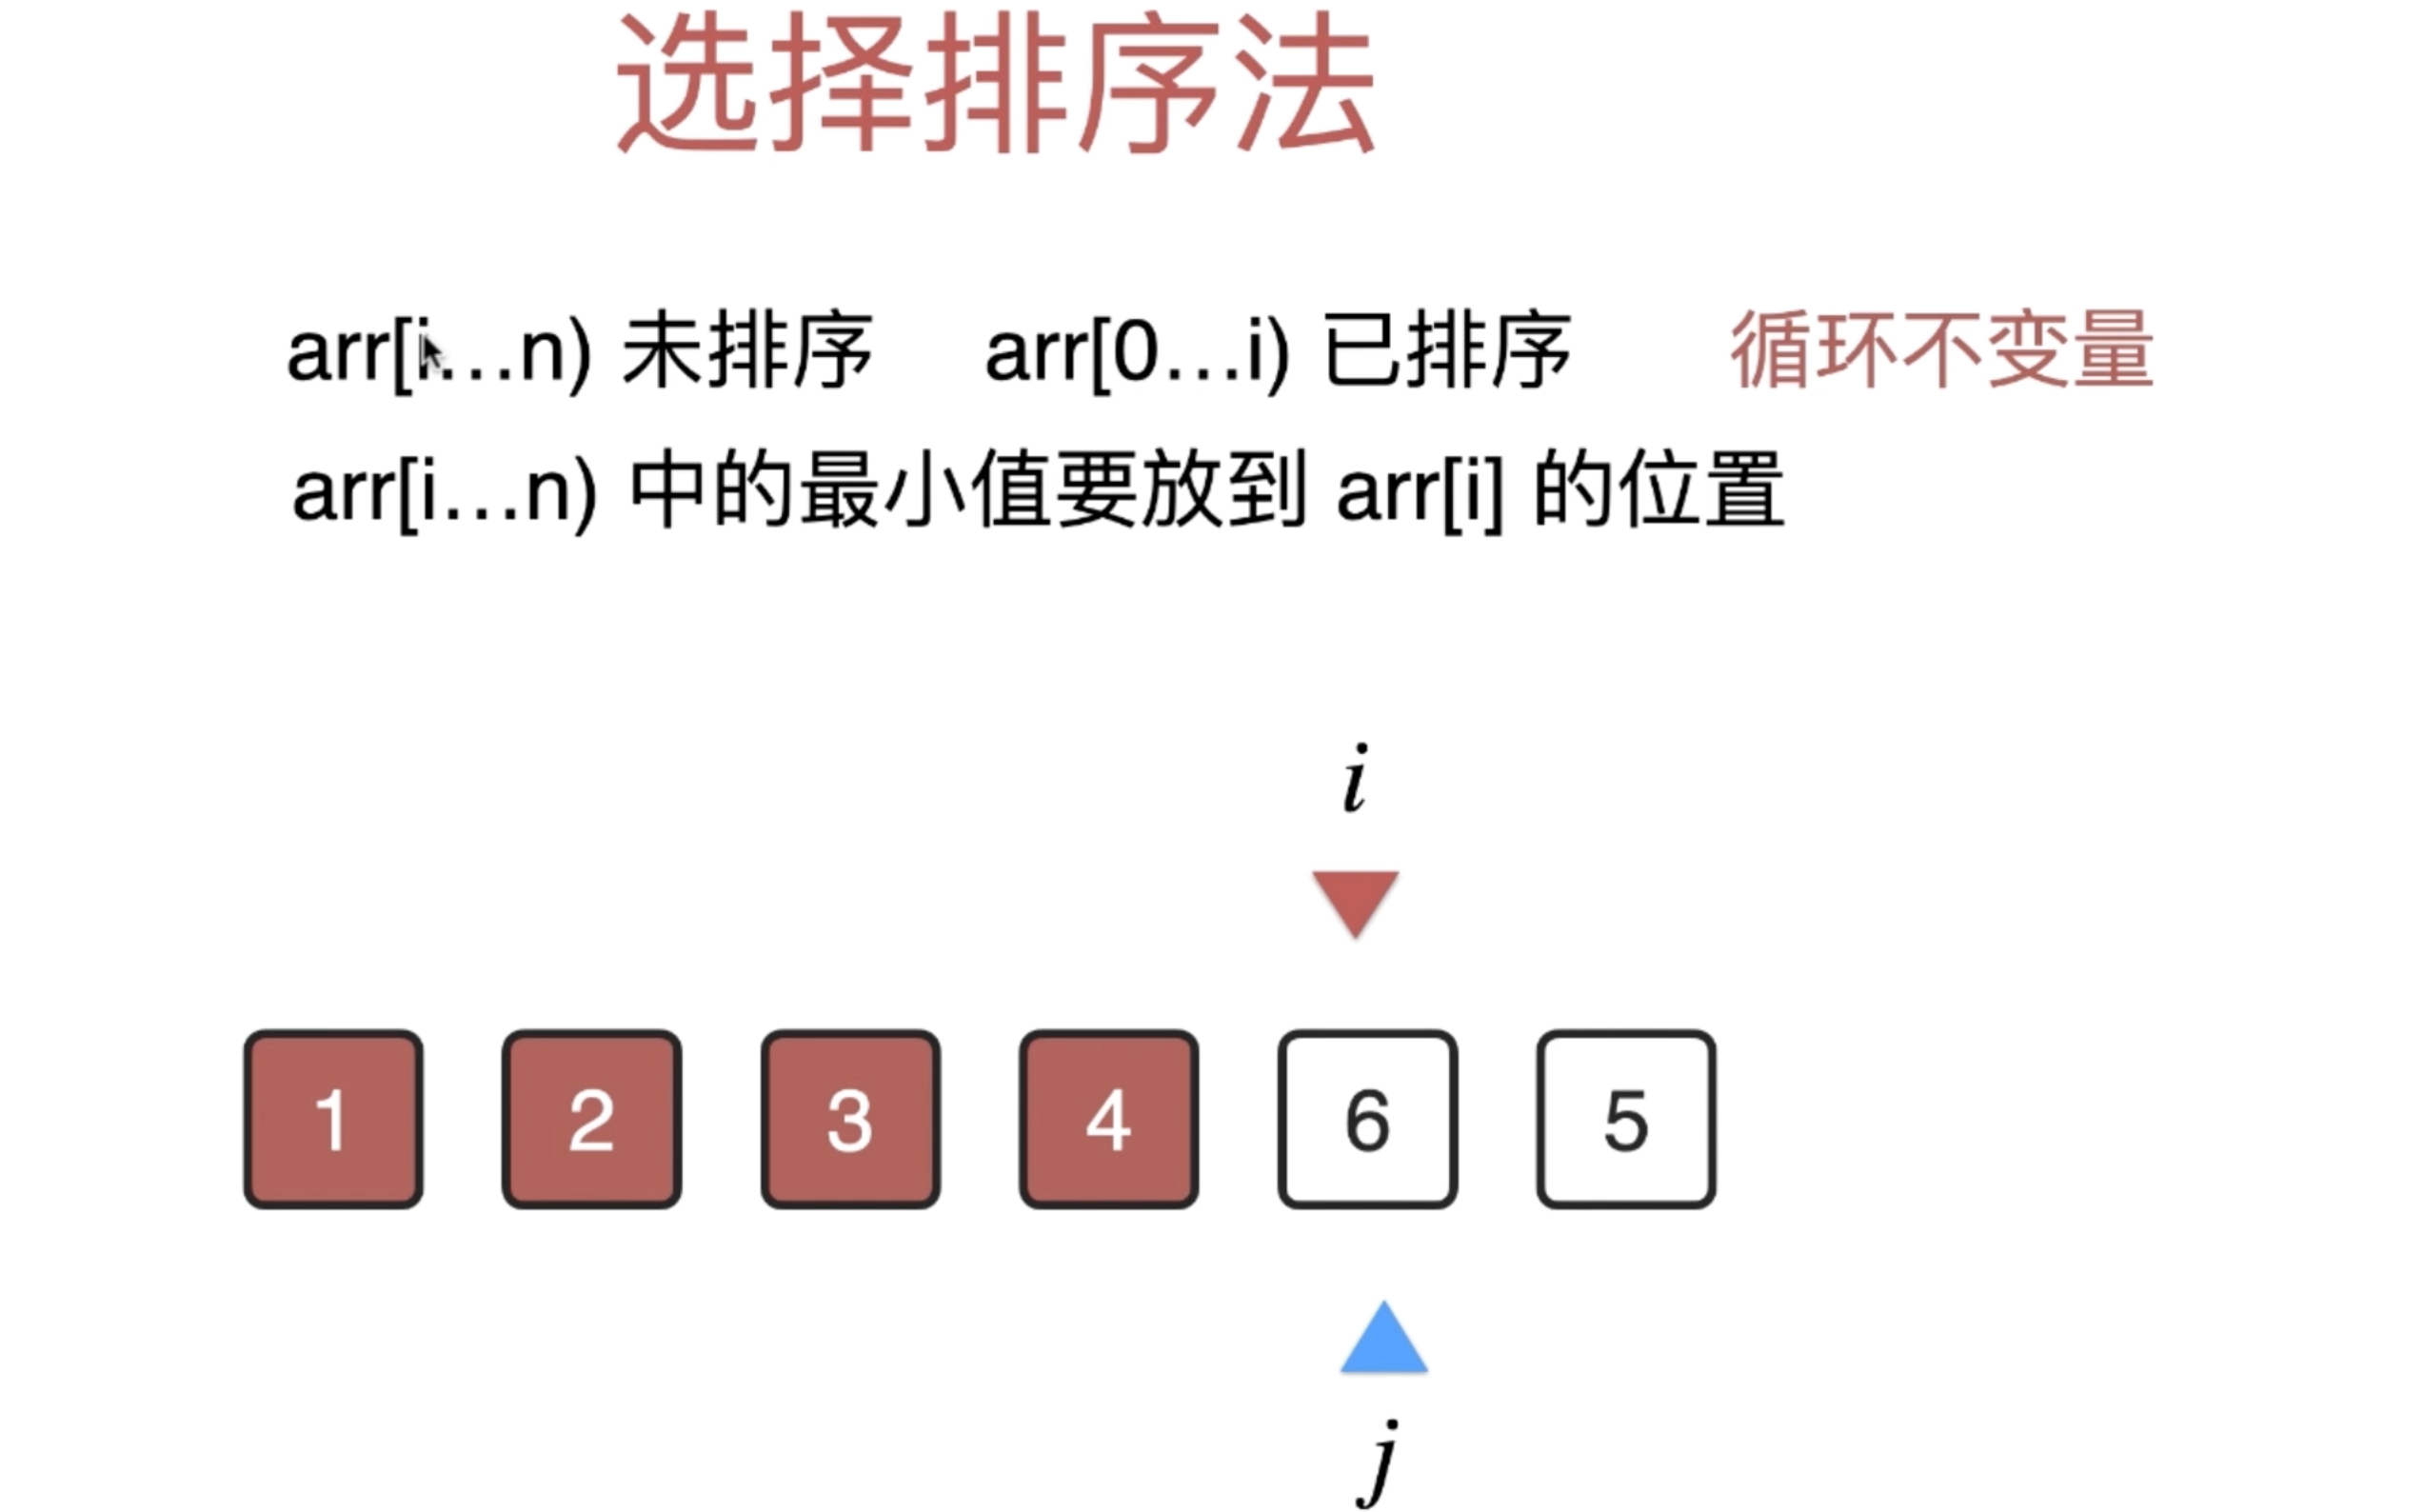 选择排序法
arr[i...n) 未排序 arr[0...i) 已排序 循环不变量
arr[i...n) 中的最小值要放到 arr[i] 的位置
i
1 2 3 4 6 5
j